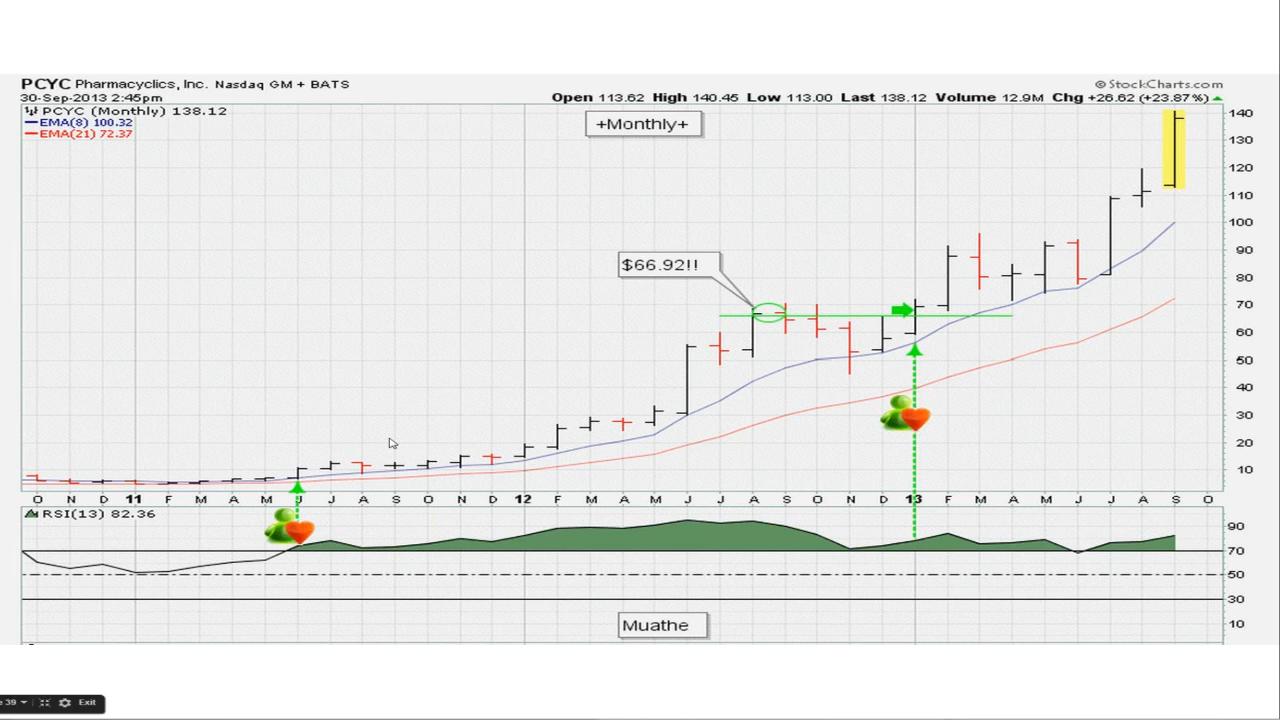 PCYC Pharmacyclics, Inc. Nasdaq GM + BATS
© StockCharts.com
30-Sep-2013 2:45pm
Open 113.62 High 140.45 Low 113.00 Last 138.12 Volume 12.9M Chg +26.62 (+23.87%)
PCYC (Monthly) 138.12
EMA(8) 100.32
EMA(21) 72.37
+Monthly+
$66.92!!
140
130
120
110
100
90
80
70
60
50
40
30
20
10
O N D 11 F M A M J J A S O N D 12 F M A M J J A S O N D 13 F M A M J J A S O
RSI(13) 82.36
90
70
50
30
10
Muathe
39 Exit